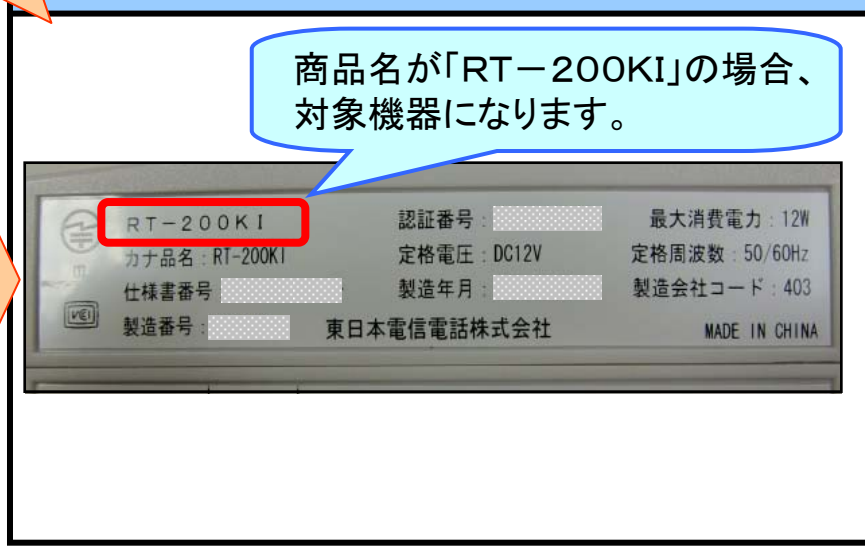 商品名が「RT－200KI」の場合、
対象機器になります。
RT－200KI 認証番号： 最大消費電力：12W
カナ品名：RT-200KI 定格電圧：DC12V 定格周波数：50/60Hz
仕様書番号 製造年月： 製造会社コード：403
VCI
製造番号： 東日本電信電話株式会社 MADE IN CHINA